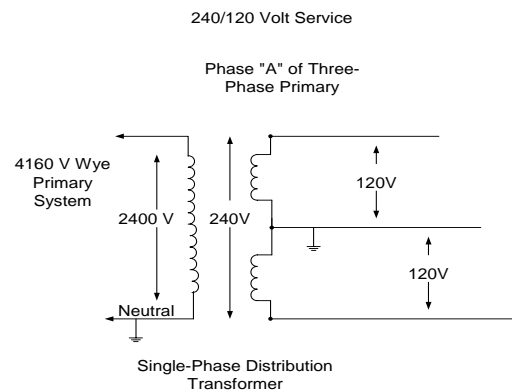 240/120 Volt Service
Phase "A" of Three-
Phase Primary
4160 V Wye
Primary
System
2400 V
240V
120V
120V
Neutral
Single-Phase Distribution
Transformer